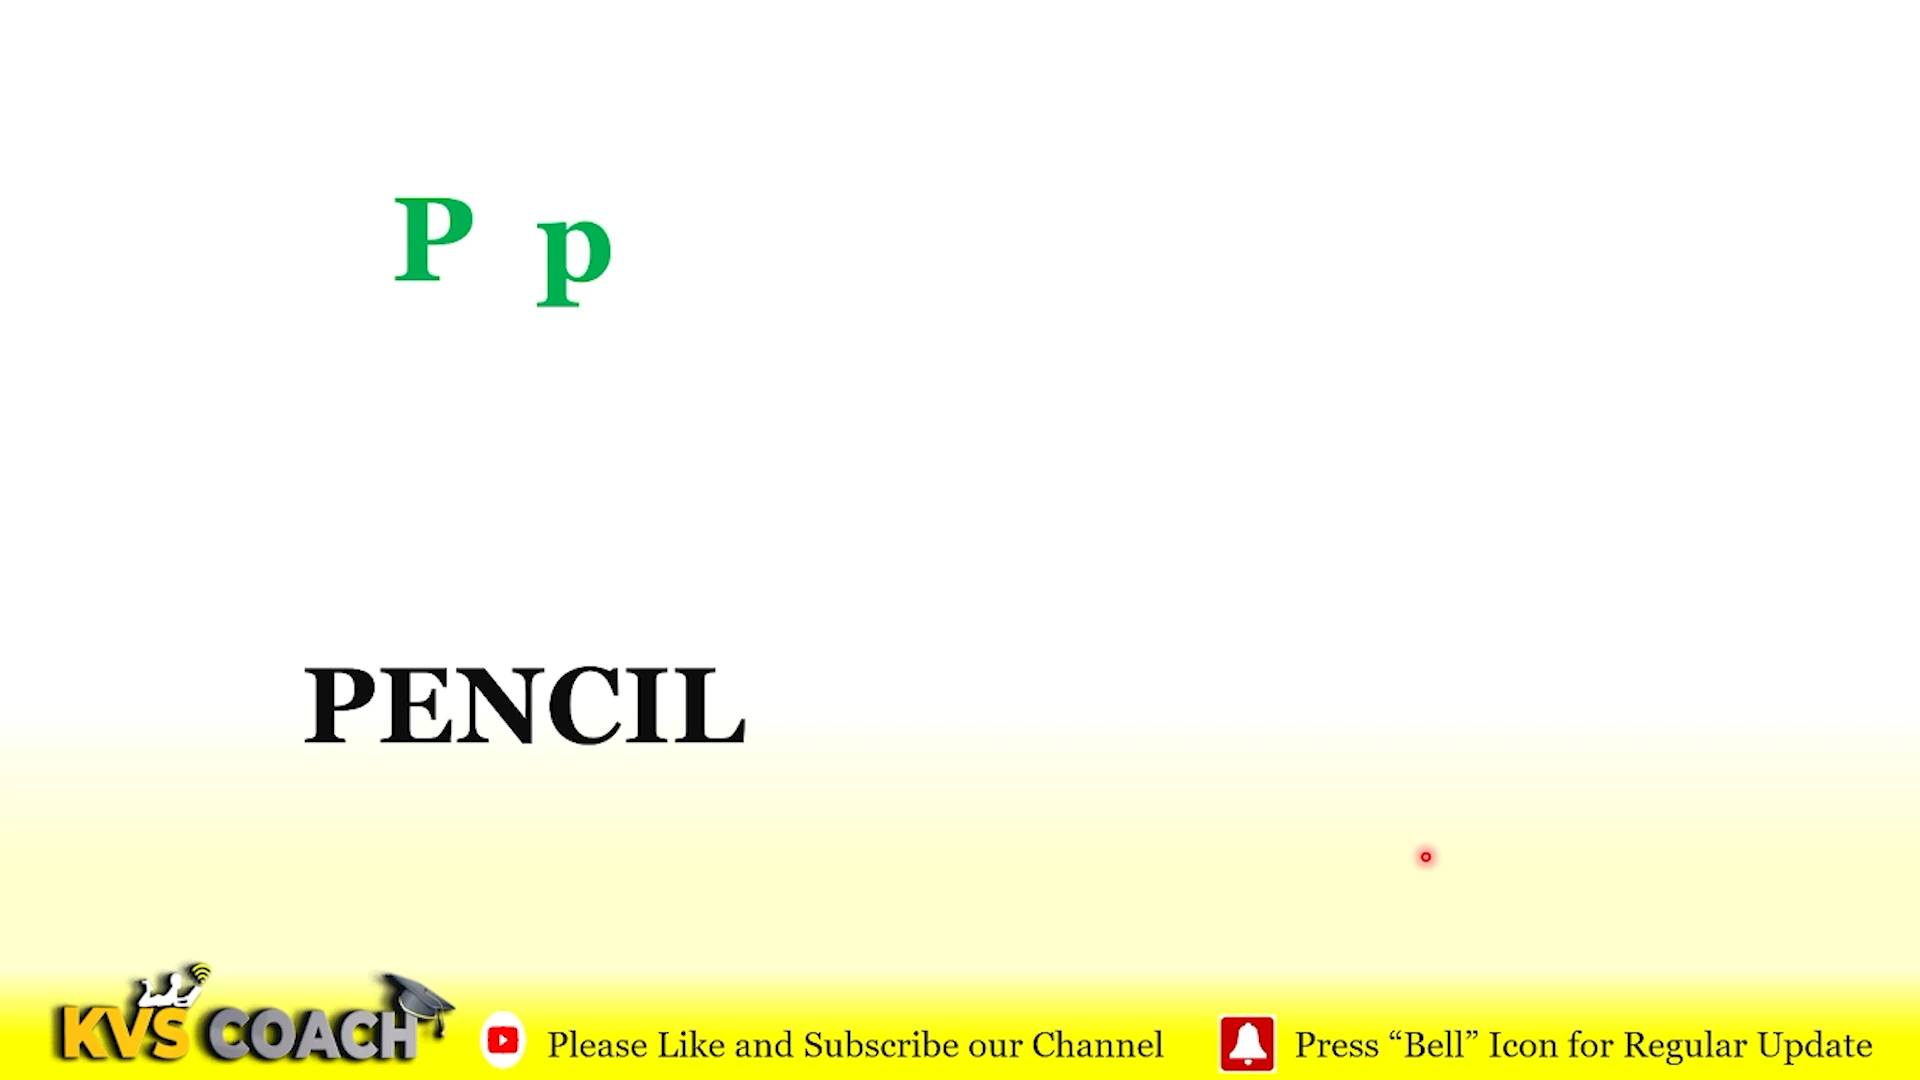 P p
PENCIL
KVS COACH
Please Like and Subscribe our Channel
Press “Bell” Icon for Regular Update